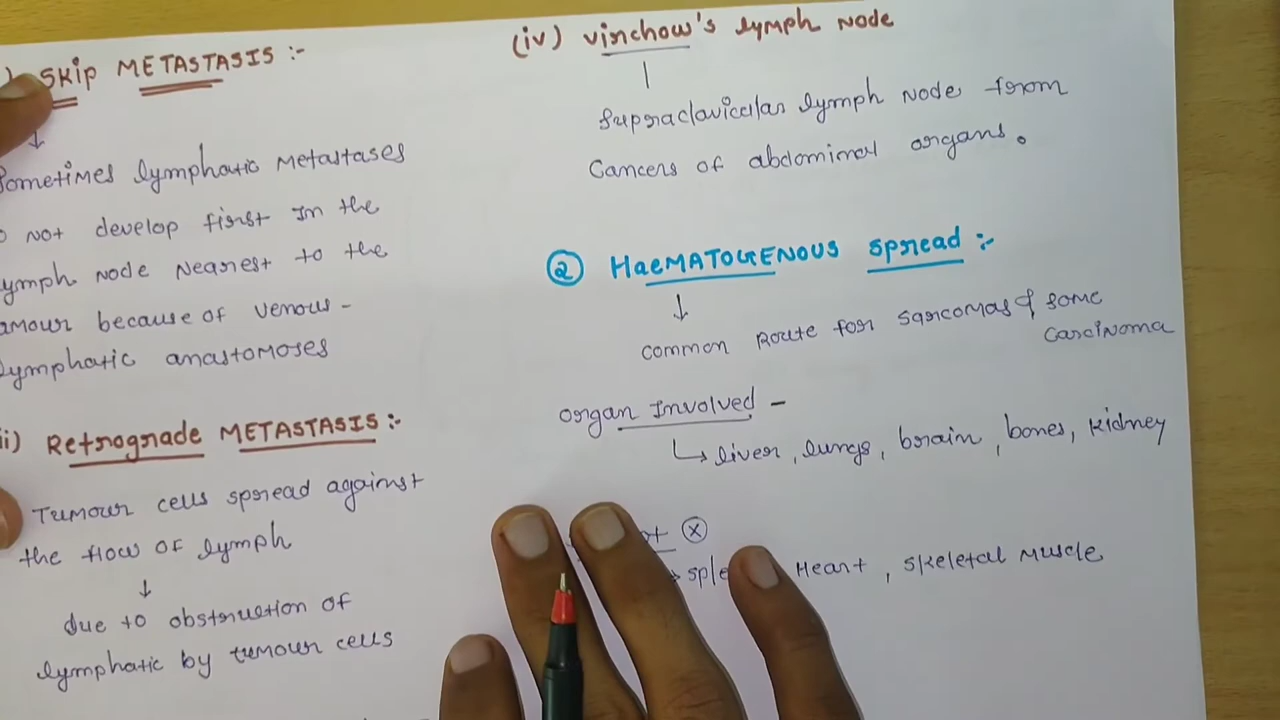 SKIP METASTASIS :-
Sometimes lymphatic metastases
not develop first in the
lymph node nearest to the
because of venous -
lymphatic anastomoses
ii) Retrograde METASTASIS :-
Tumour cells spread against
the flow of lymph
due to obstruction of
lymphatic by tumour cells
(iv) vinchow's lymph Node
Supraclavicular lymph node from
Cancers of abdominal organs.
② HaeMATOGENOUS spread :-
common route for sarcomas & some
carcinoma
organ Involved -
liver, lungs, brain, bones, kidney
ⓧ
Heart, skeletal muscle